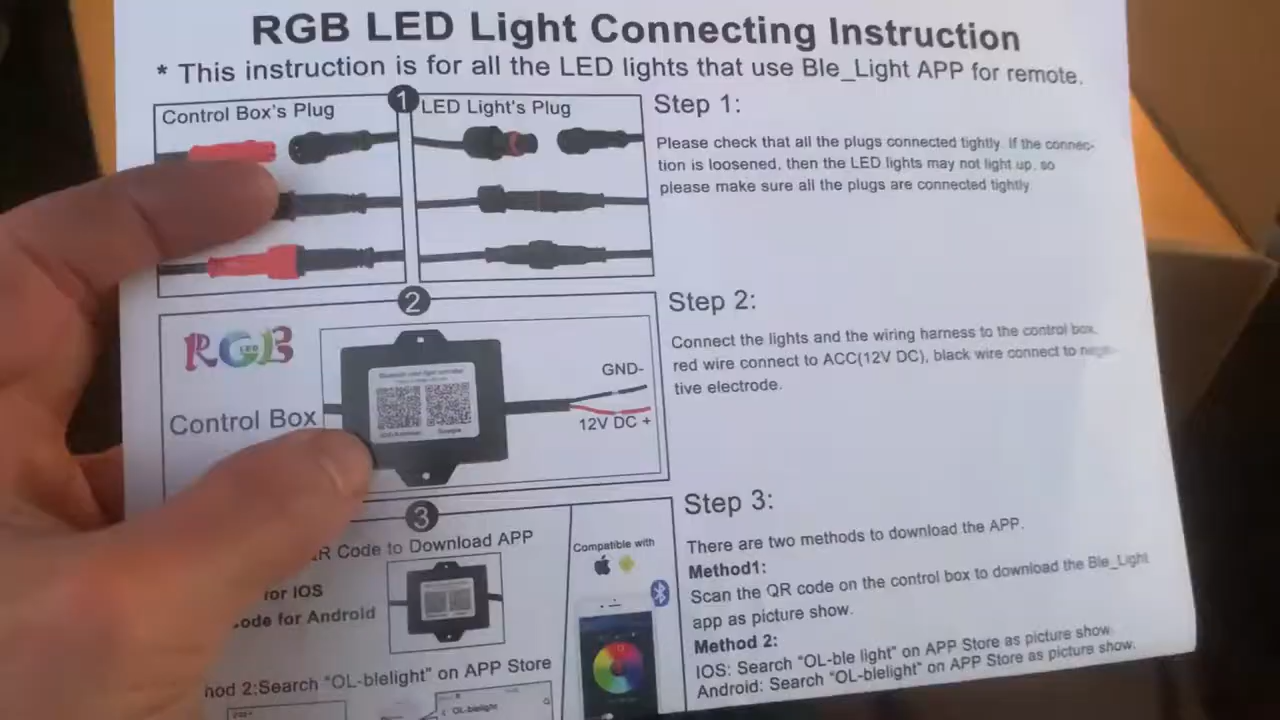 RGB LED Light Connecting Instruction
* This instruction is for all the LED lights that use Ble_Light APP for remote.
1
Control Box's Plug
LED Light's Plug
Step 1:
Please check that all the plugs connected tightly. If the connec-
tion is loosened, then the LED lights may not light up, so
please make sure all the plugs are connected tightly.
2
RGB
LED
Control Box
GND-
12V DC +
Step 2:
Connect the lights and the wiring harness to the control box,
red wire connect to ACC(12V DC), black wire connect to nega-
tive electrode.
3
QR Code to Download APP
for IOS
code for Android
Compatible with
hod 2:Search "OL-blelight" on APP Store
OL-blelight
Step 3:
There are two methods to download the APP.
Method1:
Scan the QR code on the control box to download the Ble_Light
app as picture show.
Method 2:
IOS: Search "OL-ble light" on APP Store as picture show.
Android: Search "OL-blelight" on APP Store as picture show.